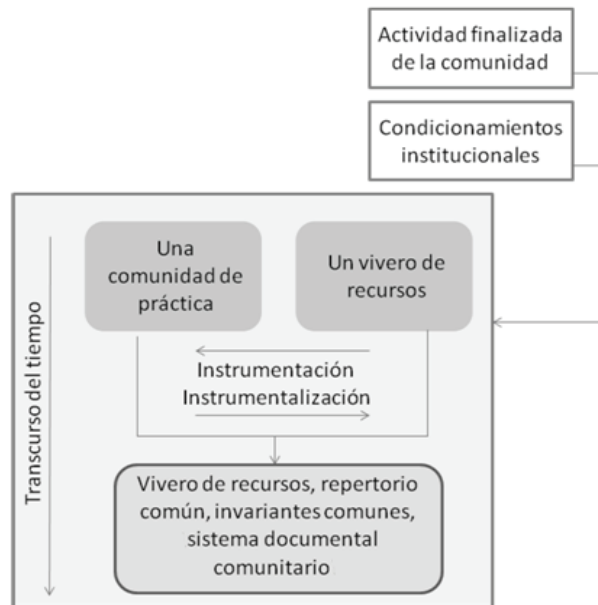 Actividad finalizada
de la comunidad
Condicionamientos
institucionales
Una
comunidad de
práctica
Un vivero de
recursos
Transcurso del tiempo
Instrumentación
Instrumentalización
Vivero de recursos, repertorio
común, invariantes comunes,
sistema documental
comunitario